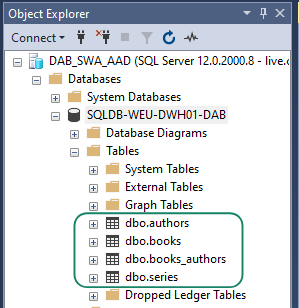 Object Explorer
Connect
DAB_SWA_AAD (SQL Server 12.0.2000.8 - live.c
Databases
System Databases
SQLDB-WEU-DWH01-DAB
Database Diagrams
Tables
System Tables
External Tables
Graph Tables
dbo.authors
dbo.books
dbo.books_authors
dbo.series
Dropped Ledger Tables